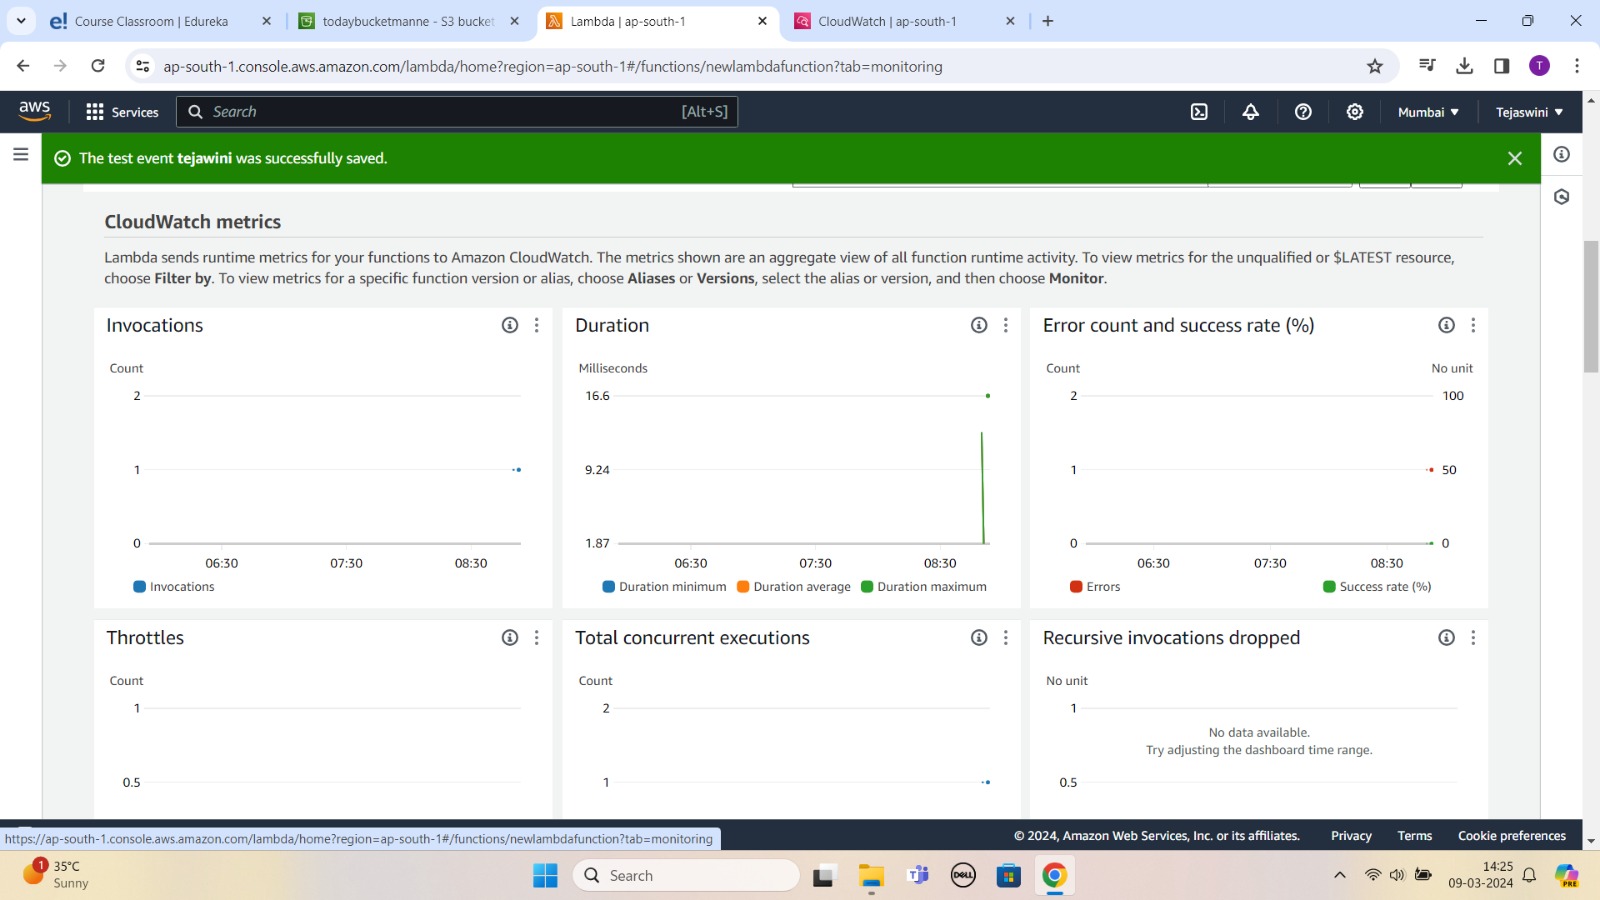 Course Classroom | Edureka
todaybucketmanne - S3 bucket
Lambda | ap-south-1
CloudWatch | ap-south-1
ap-south-1.console.aws.amazon.com/lambda/home?region=ap-south-1#/functions/newlambdafunction?tab=monitoring
T
aws
Services
Search
[Alt+S]
Mumbai
Tejaswini
The test event tejawini was successfully saved.
CloudWatch metrics
Lambda sends runtime metrics for your functions to Amazon CloudWatch. The metrics shown are an aggregate view of all function runtime activity. To view metrics for the unqualified or $LATEST resource,
choose Filter by. To view metrics for a specific function version or alias, choose Aliases or Versions, select the alias or version, and then choose Monitor.
Invocations
Count
2
1
0
06:30 07:30 08:30
Invocations
Duration
Milliseconds
16.6
9.24
1.87
06:30 07:30 08:30
Duration minimum Duration average Duration maximum
Error count and success rate (%)
Count No unit
2 100
1 50
0 0
06:30 07:30 08:30
Errors Success rate (%)
Throttles
Count
1
0.5
Total concurrent executions
Count
2
1
Recursive invocations dropped
No unit
1
No data available.
Try adjusting the dashboard time range.
0.5
https://ap-south-1.console.aws.amazon.com/lambda/home?region=ap-south-1#/functions/newlambdafunction?tab=monitoring
© 2024, Amazon Web Services, Inc. or its affiliates. Privacy Terms Cookie preferences
1
35°C
Sunny
Search
DELL
14:25
09-03-2024
PRE